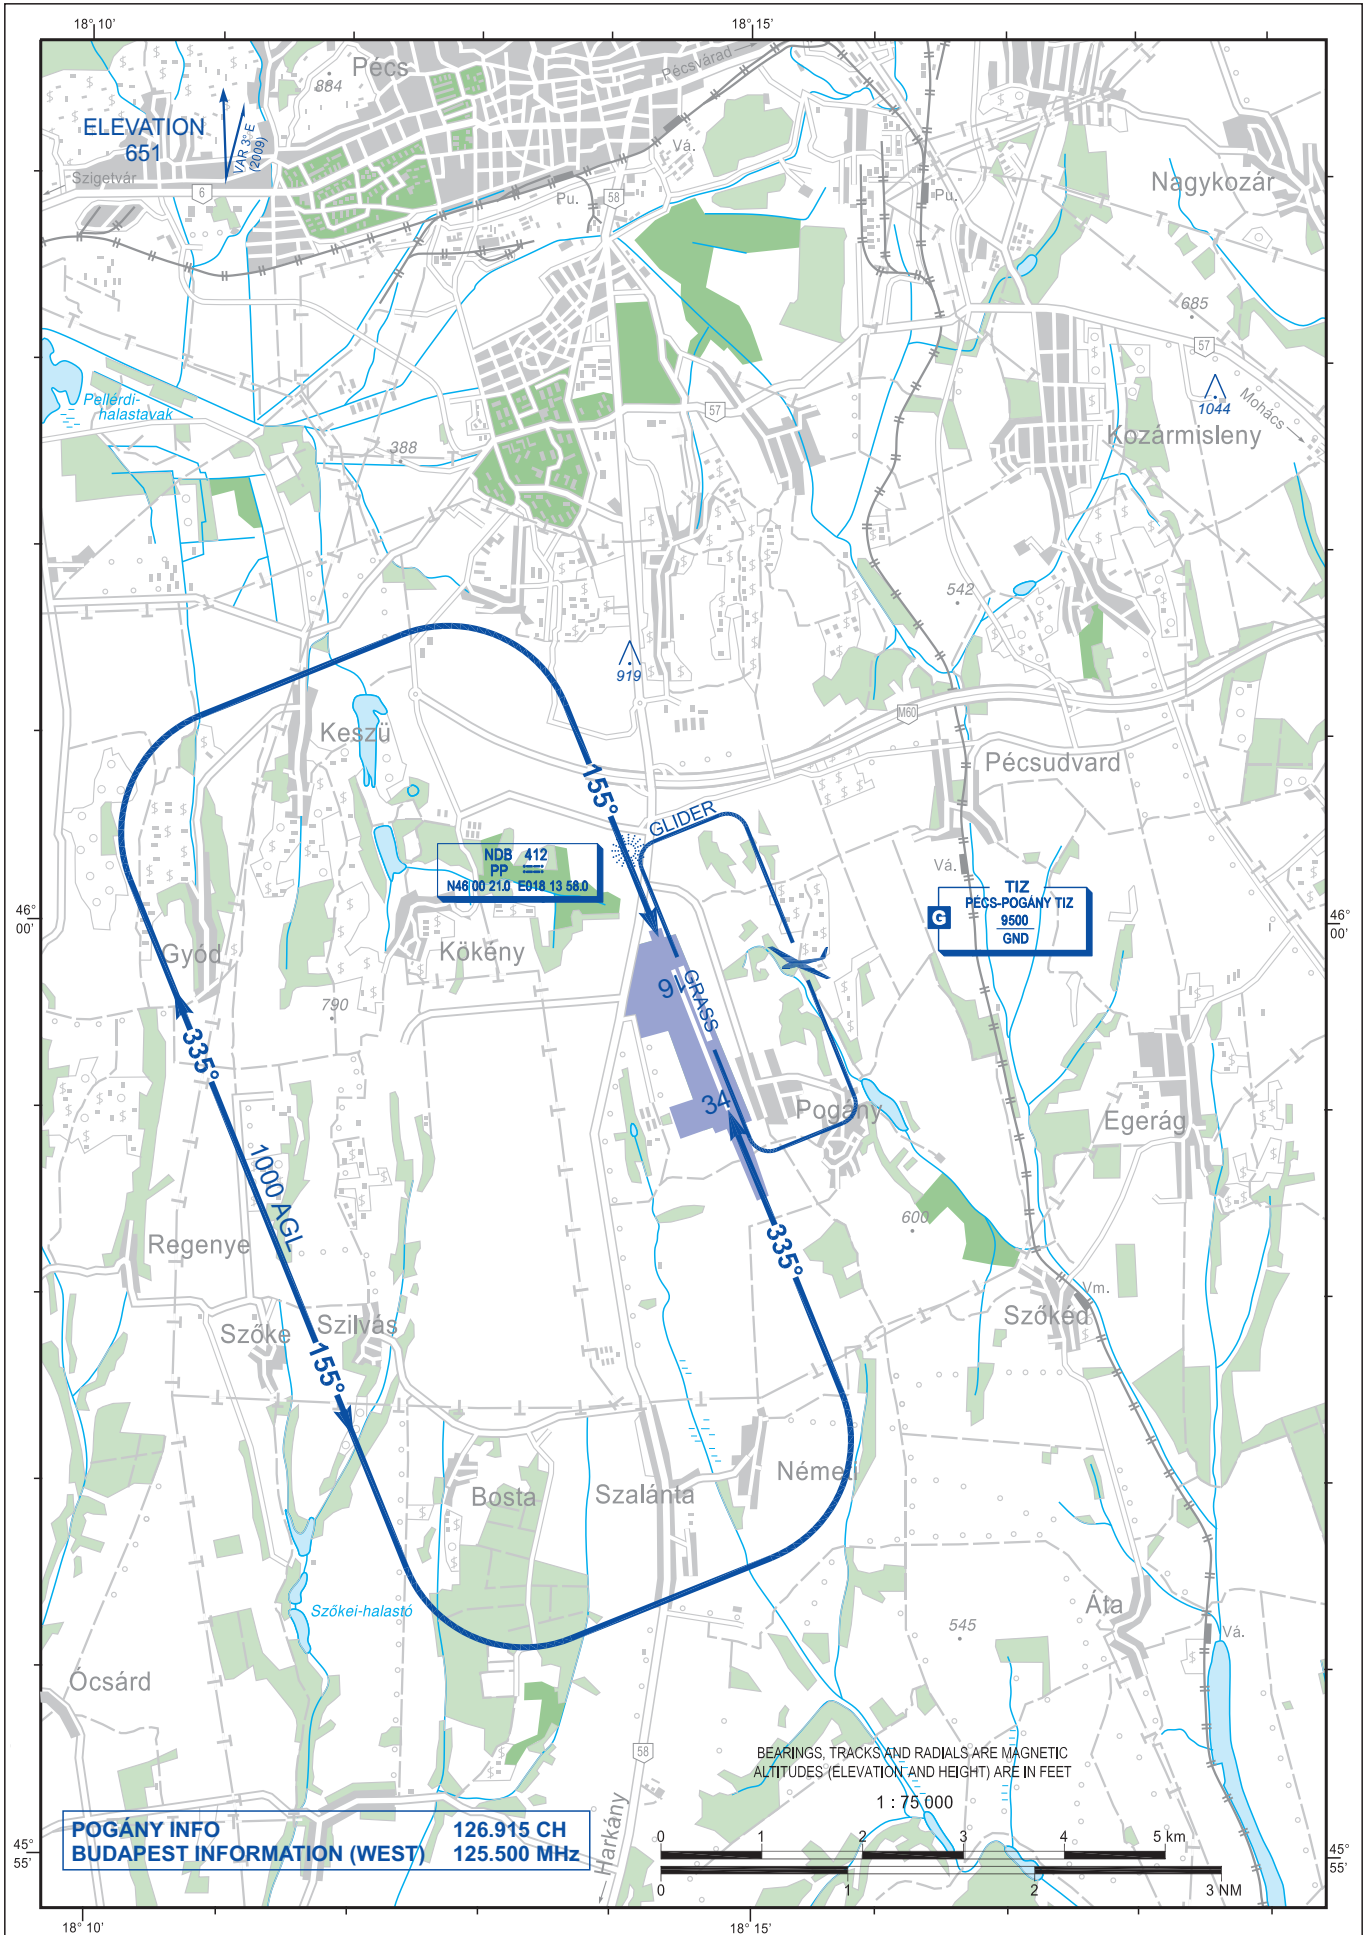 18° 10'
18° 15'
Pécs
884
Pécsvárad
ELEVATION
651
VAR 3° E
(2009)
Szigetvár
6
Vá.
58
Pu.
Pu.
Nagykozár
685
57
1044
Mohács
Pellérdi-
halastavak
388
57
Kozármisleny
542
919
M60
Keszü
Pécsudvard
155°
GLIDER
NDB 412
PP
N46 00 21.0 E018 13 58.0
Vá.
TIZ
PÉCS-POGÁNY TIZ
G
9500
GND
46°
00'
46°
00'
Gyód
Kökény
790
16
GRASS
335°
34
Pogány
Egerág
1000 AGL
Regenye
600
335°
Vm.
Szőke
Szilvás
Szőkéd
155°
Németi
Bosta
Szalánta
Szőkei-halastó
Áta
545
Vá.
Ócsárd
58
BEARINGS, TRACKS AND RADIALS ARE MAGNETIC
ALTITUDES (ELEVATION AND HEIGHT) ARE IN FEET
1 : 75 000
Harkány
POGÁNY INFO 126.915 CH
BUDAPEST INFORMATION (WEST) 125.500 MHz
0 1 2 3 4 5 km
0 1 2 3 NM
45°
55'
45°
55'
18° 10'
18° 15'